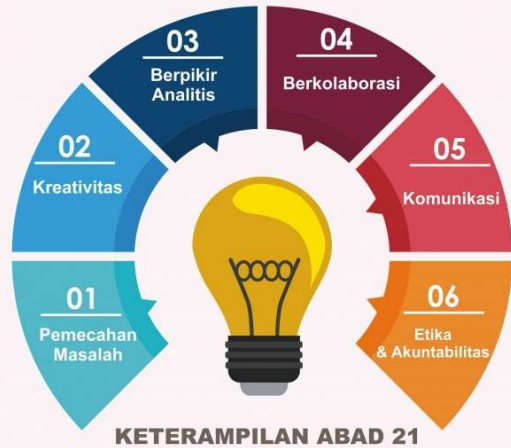 01
Pemecahan
Masalah
02
Kreativitas
03
Berpikir
Analitis
04
Berkolaborasi
05
Komunikasi
06
Etika
& Akuntabilitas
KETERAMPILAN ABAD 21